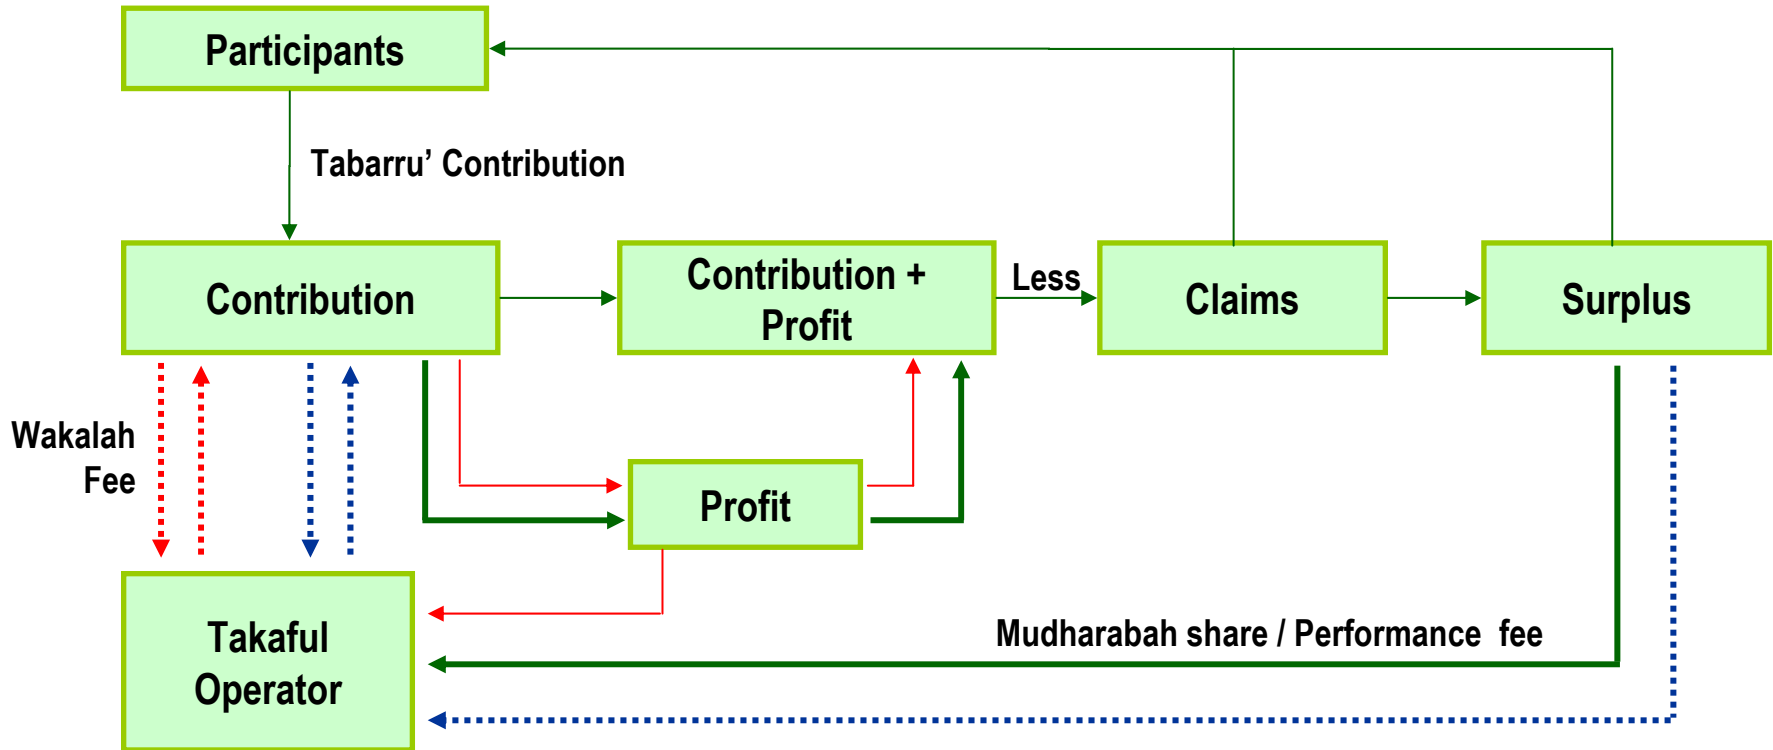 Participants
Tabarru’ Contribution
Contribution
Contribution +
Profit
Less
Claims
Surplus
Wakalah
Fee
Profit
Takaful
Operator
Mudharabah share / Performance fee